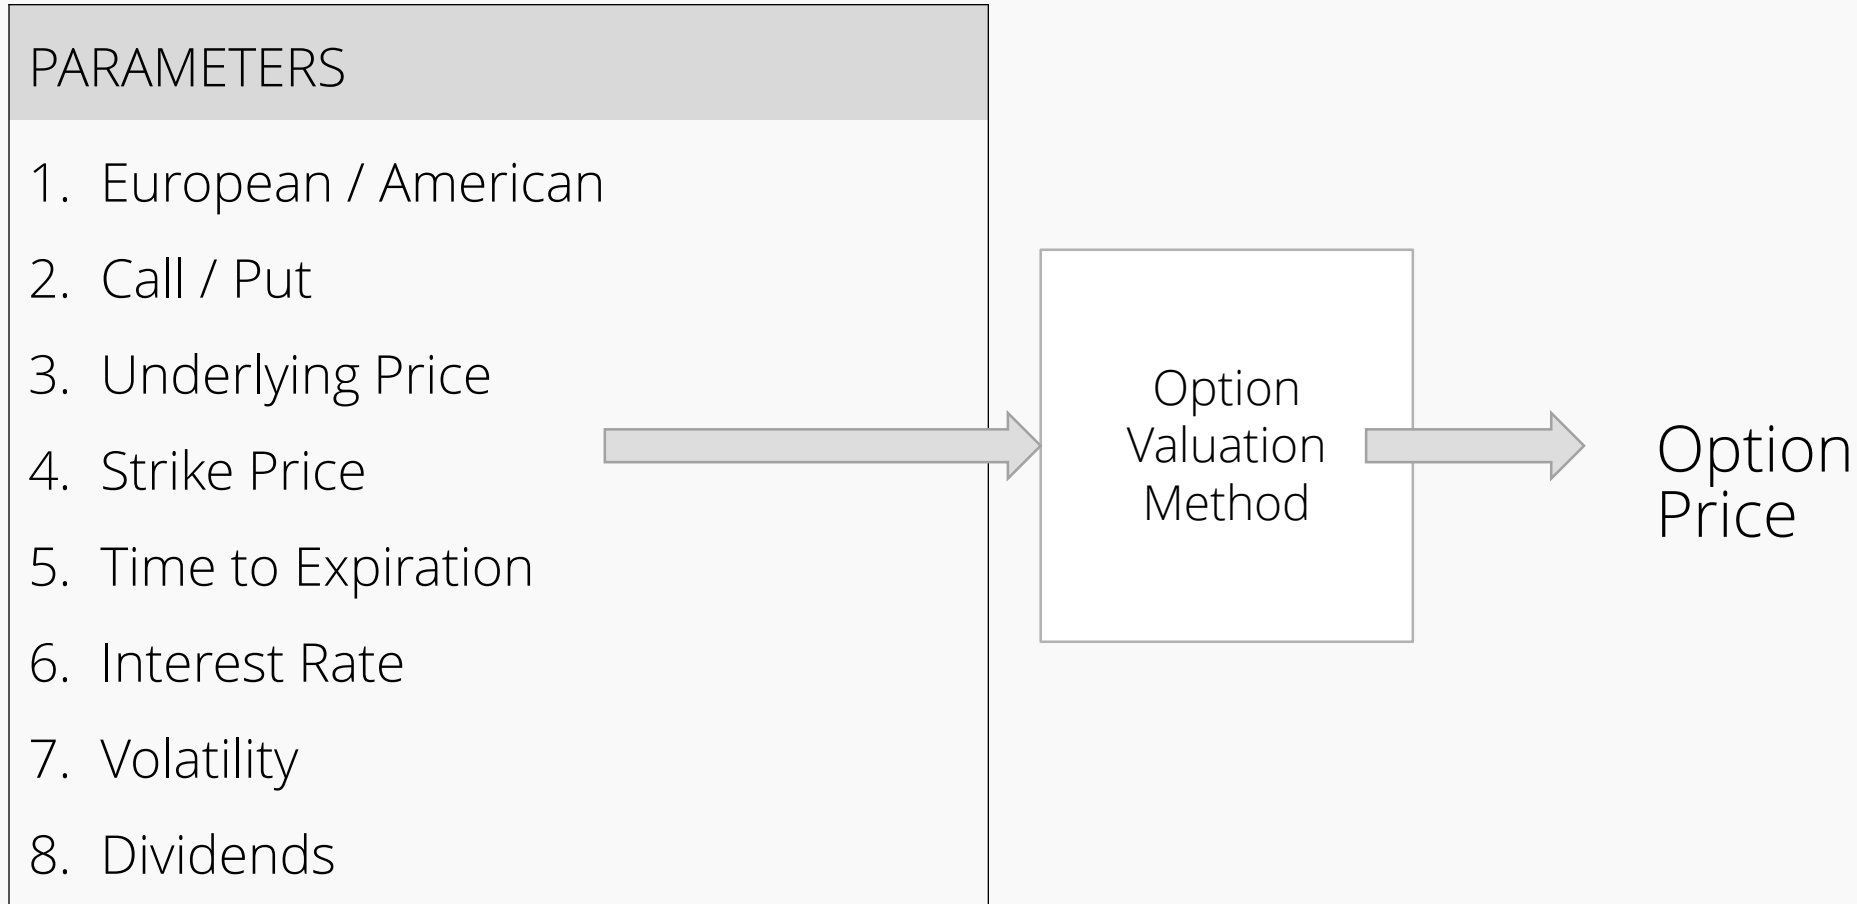 PARAMETERS
1. European / American
2. Call / Put
3. Underlying Price
4. Strike Price
5. Time to Expiration
6. Interest Rate
7. Volatility
8. Dividends
Option
Valuation
Method
Option
Price